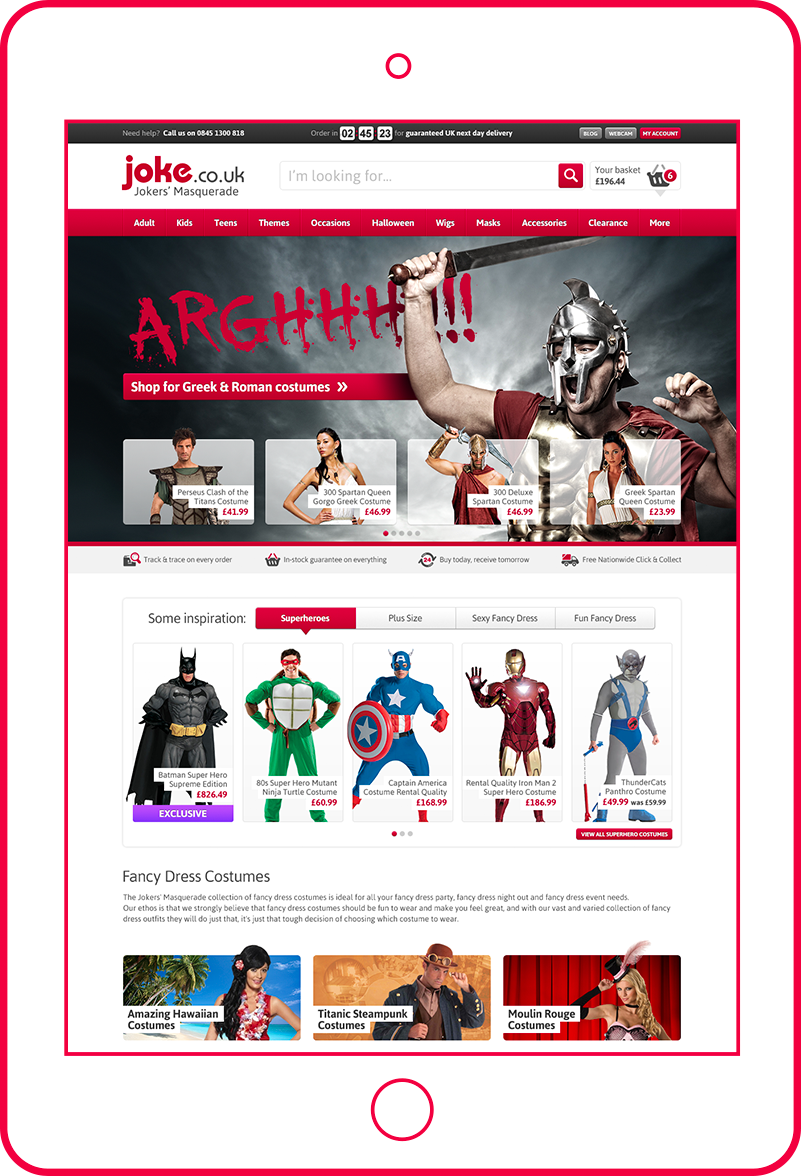 Need help? Call us on 0845 1300 818
Order in 02 45 23 for guaranteed UK next day delivery
BLOG
WEBCAM
MY ACCOUNT
joke.co.uk
Jokers' Masquerade
I'm looking for...
Your basket
£196.44
6
Adult Kids Teens Themes Occasions Halloween Wigs Masks Accessories Clearance More
ARGHHHH!!!
Shop for Greek & Roman costumes »
Perseus Clash of the
Titans Costume
£41.99
300 Spartan Queen
Gorgo Greek Costume
£46.99
300 Deluxe
Spartan Costume
£46.99
Greek Spartan
Queen Costume
£23.99
Track & trace on every order
In-stock guarantee on everything
24
Buy today, receive tomorrow
Free Nationwide Click & Collect
Some inspiration:
Superheroes
Plus Size
Sexy Fancy Dress
Fun Fancy Dress
Batman Super Hero
Supreme Edition
£826.49
EXCLUSIVE
80s Super Hero Mutant
Ninja Turtle Costume
£60.99
Captain America
Costume Rental Quality
£168.99
Rental Quality Iron Man 2
Super Hero Costume
£186.99
ThunderCats
Panthro Costume
£49.99 was £59.99
VIEW ALL SUPERHERO COSTUMES
Fancy Dress Costumes
The Jokers' Masquerade collection of fancy dress costumes is ideal for all your fancy dress party, fancy dress night out and fancy dress event needs.
Our ethos is that we strongly believe that fancy dress costumes should be fun to wear and make you feel great, and with our vast and varied collection of fancy
dress outfits they will do just that, it's just that tough decision of choosing which costume to wear.
Amazing Hawaiian
Costumes
Titanic Steampunk
Costumes
Moulin Rouge
Costumes